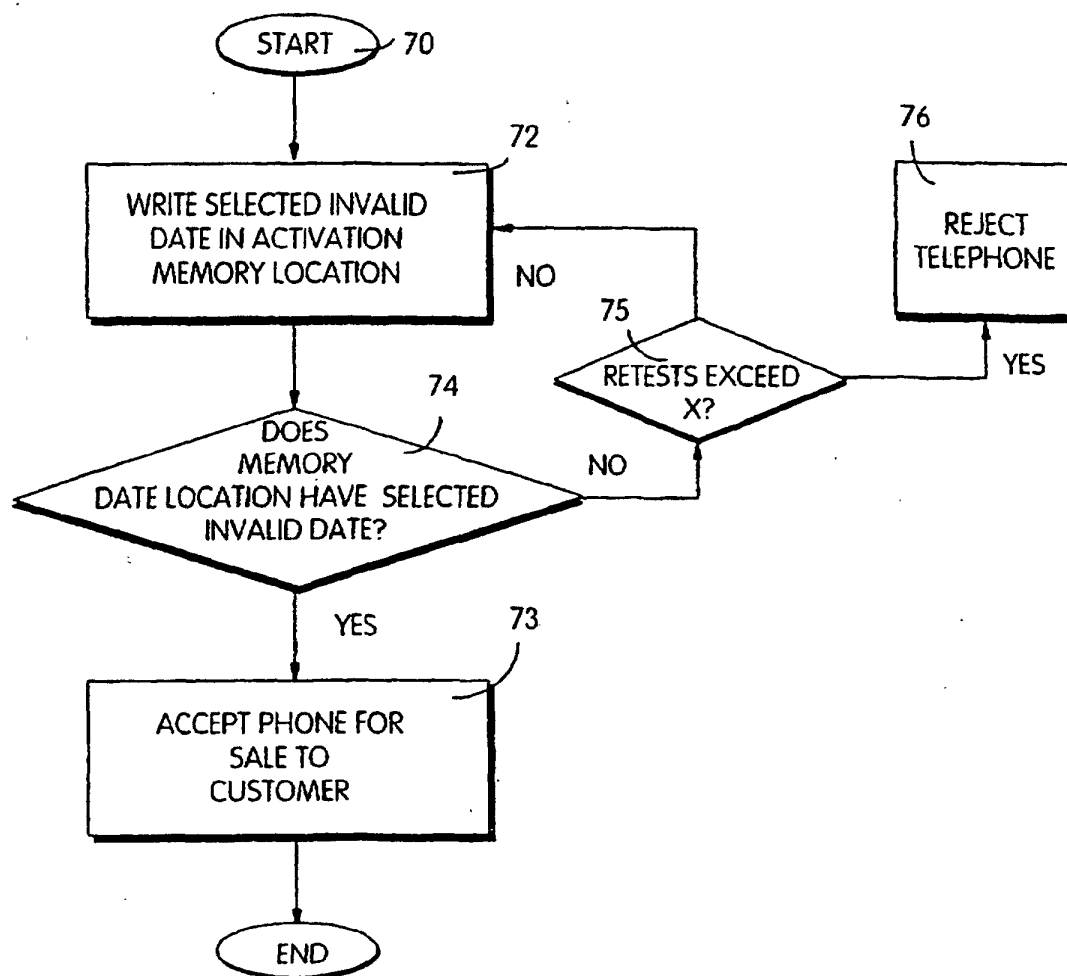 START
70
72
WRITE SELECTED INVALID
DATE IN ACTIVATION
MEMORY LOCATION
NO
76
REJECT
TELEPHONE
75
RETESTS EXCEED
X?
YES
74
DOES
MEMORY
DATE LOCATION HAVE SELECTED
INVALID DATE?
NO
YES
73
ACCEPT PHONE FOR
SALE TO
CUSTOMER
END